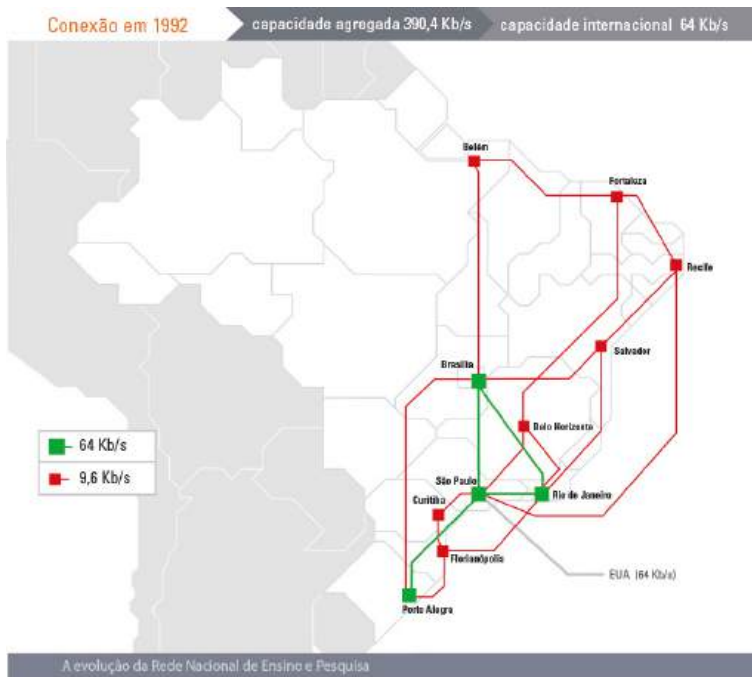 Conexão em 1992
capacidade agregada 390,4 Kb/s
capacidade internacional 64 Kb/s
Belém
Fortaleza
Recife
Salvador
Brasília
Belo Horizonte
64 Kb/s
9,6 Kb/s
São Paulo
Rio de Janeiro
Curitiba
Florianópolis
EUA (64 Kb/s)
Porto Alegra
A evolução da Rede Nacional de Ensino e Pesquisa